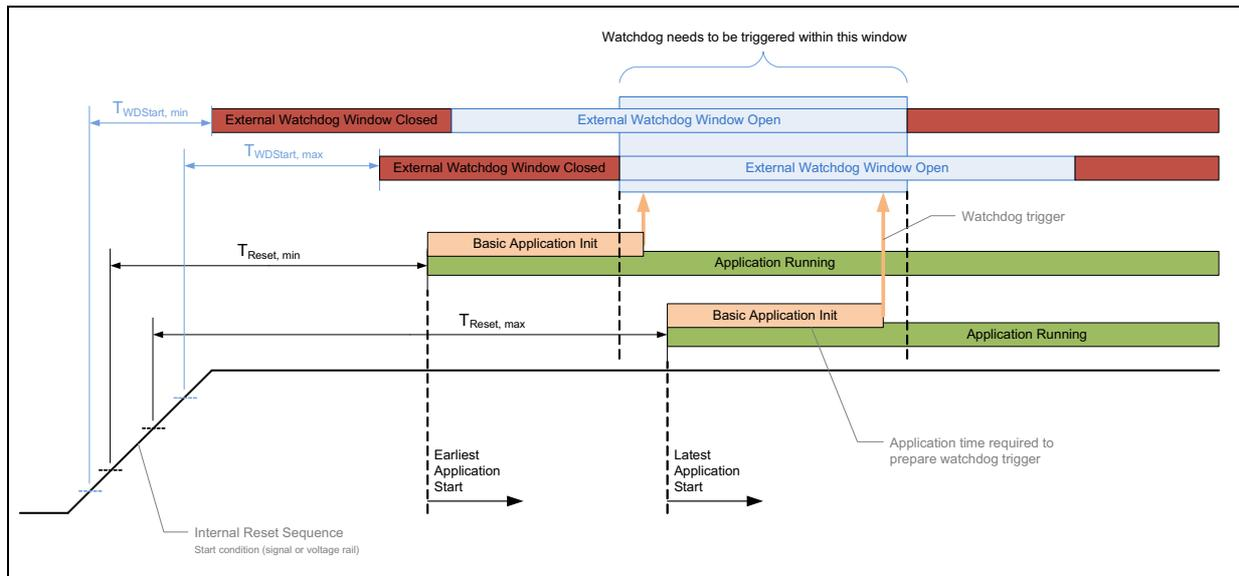 Watchdog needs to be triggered within this window
TWDStart, min
External Watchdog Window Closed
External Watchdog Window Open
TWDStart, max
External Watchdog Window Closed
External Watchdog Window Open
Watchdog trigger
Basic Application Init
TReset, min
Application Running
Basic Application Init
TReset, max
Application Running
Earliest
Application
Start
Latest
Application
Start
Application time required to
prepare watchdog trigger
Internal Reset Sequence
Start condition (signal or voltage rail)